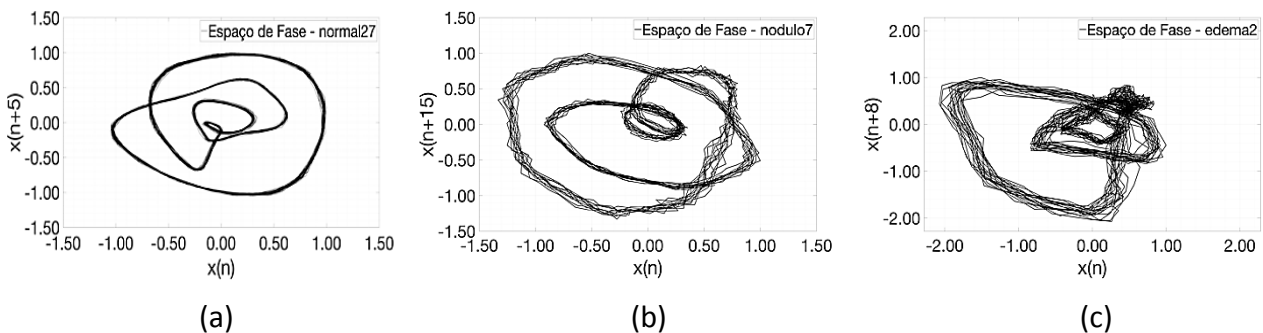 Espaço de Fase - normal27
x(n+5)
1.50
1.00
0.50
0.00
-0.50
-1.00
1.50
-1.50 -1.00 -0.50 0.00 0.50 1.00 1.50
x(n)
(a)
Espaço de Fase - nodulo7
x(n+15)
1.50
1.00
0.50
0.00
-0.50
-1.00
1.50
-1.50 -1.00 -0.50 0.00 0.50 1.00 1.50
x(n)
(b)
Espaço de Fase - edema2
x(n+8)
2.00
1.00
0.00
-1.00
-2.00
-2.00 -1.00 0.00 1.00 2.00
x(n)
(c)